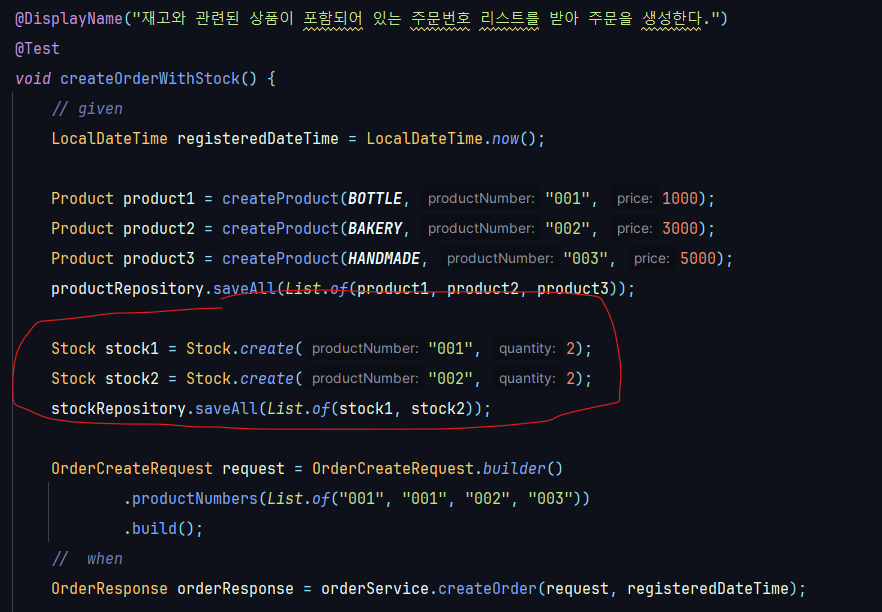 @DisplayName("재고와 관련된 상품이 포함되어 있는 주문번호 리스트를 받아 주문을 생성한다.")
@Test
void createOrderWithStock() {
// given
LocalDateTime registeredDateTime = LocalDateTime.now();
Product product1 = createProduct(BOTTLE, productNumber: "001", price: 1000);
Product product2 = createProduct(BAKERY, productNumber: "002", price: 3000);
Product product3 = createProduct(HANDMADE, productNumber: "003", price: 5000);
productRepository.saveAll(List.of(product1, product2, product3));
Stock stock1 = Stock.create( productNumber: "001", quantity: 2);
Stock stock2 = Stock.create( productNumber: "002", quantity: 2);
stockRepository.saveAll(List.of(stock1, stock2));
OrderCreateRequest request = OrderCreateRequest.builder()
.productNumbers(List.of("001", "001", "002", "003"))
.build();
// when
OrderResponse orderResponse = orderService.createOrder(request, registeredDateTime);